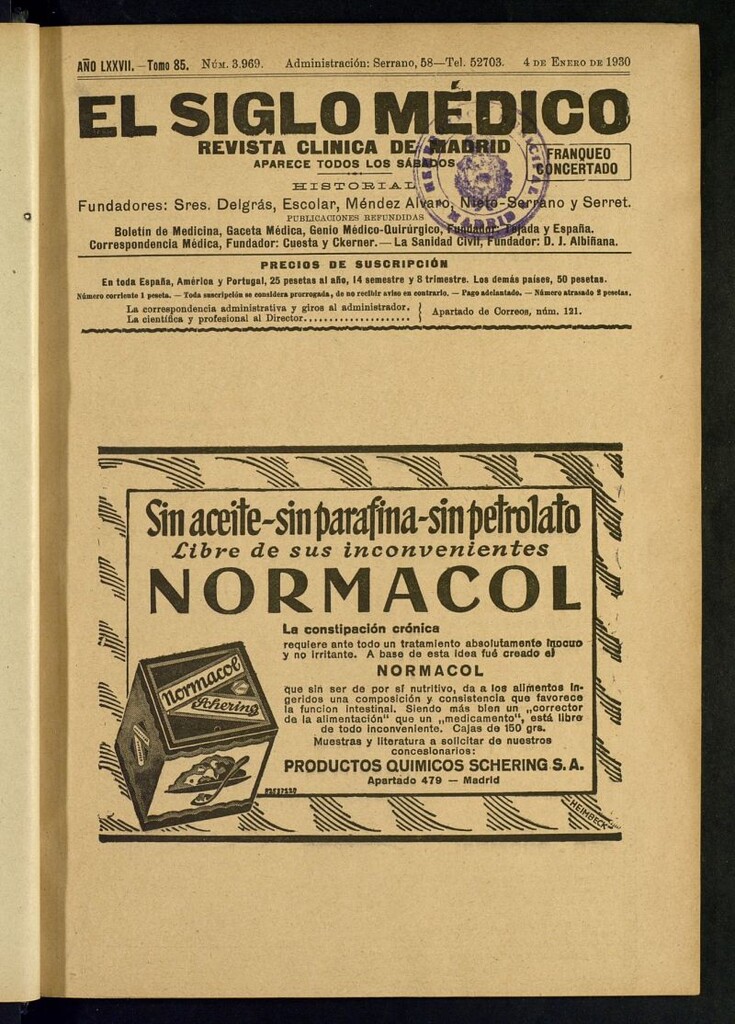 AÑO LXXVII.—Tomo 85. NÚM. 3.969. Administración: Serrano, 58—Tel. 52703. 4 DE ENERO DE 1930
EL SIGLO MÉDICO
REVISTA CLINICA DE MADRID
APARECE TODOS LOS SÁBADOS
FRANQUEO
CONCERTADO
HISTORIAL
Fundadores: Sres. Delgrás, Escolar, Méndez Alvaro, Nieto-Serrano y Serret.
PUBLICACIONES REFUNDIDAS
Boletín de Medicina, Gaceta Médica, Genio Médico-Quirúrgico, Fundador: Tejada y España.
Correspondencia Médica, Fundador: Cuesta y Ckerner.—La Sanidad Civil, Fundador: D. J. Albiñana.
MADRID
PRECIOS DE SUSCRIPCIÓN
En toda España, América y Portugal, 25 pesetas al año, 14 semestre y 8 trimestre. Los demás países, 50 pesetas.
Número corriente 1 peseta. — Toda suscripción se considera prorrogada, de no recibir aviso en contrario. — Pago adelantado. — Número atrasado 2 pesetas.
La correspondencia administrativa y giros al administrador.
La científica y profesional al Director....................
Apartado de Correos, núm. 121.
Sin aceite-sin parafina-sin petrolato
Libre de sus inconvenientes
NORMACOL
La constipación crónica
requiere ante todo un tratamiento absolutamente inocuo
y no irritante. A base de esta idea fué creado el
NORMACOL
que sin ser de por sí nutritivo, da a los alimentos in-
geridos una composición y consistencia que favorece
la funcion intestinal. Siendo más bien un „corrector
de la alimentación" que un „medicamento", está libre
de todo inconveniente. Cajas de 150 grs.
Muestras y literatura a solicitar de nuestros
concesionarios:
PRODUCTOS QUIMICOS SCHERING S.A.
Apartado 479 — Madrid
Normacol
Schering
HEIMBECK